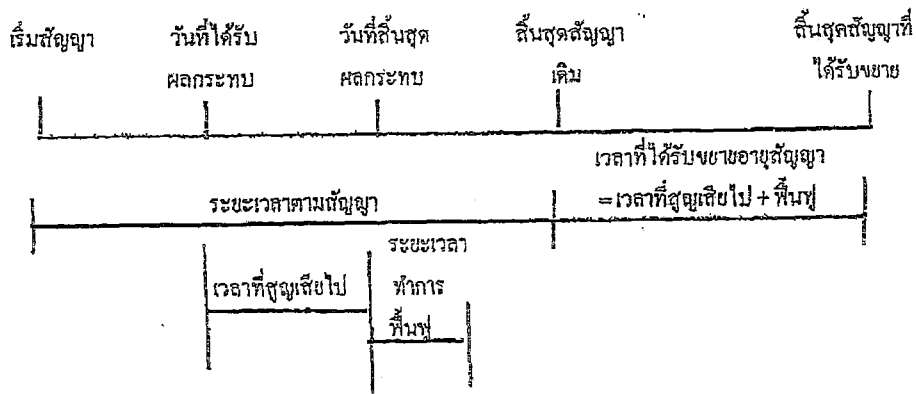 เริ่มสัญญา
วันที่ได้รับ
ผลกระทบ
วันที่สิ้นสุด
ผลกระทบ
สิ้นสุดสัญญา
เดิม
สิ้นสุดสัญญาที่
ได้รับขยาย
เวลาที่ได้รับขยายอายุสัญญา
=เวลาที่สูญเสียไป + ฟื้นฟู
ระยะเวลาตามสัญญา
เวลาที่สูญเสียไป
ระยะเวลา
ทำการ
ฟื้นฟู